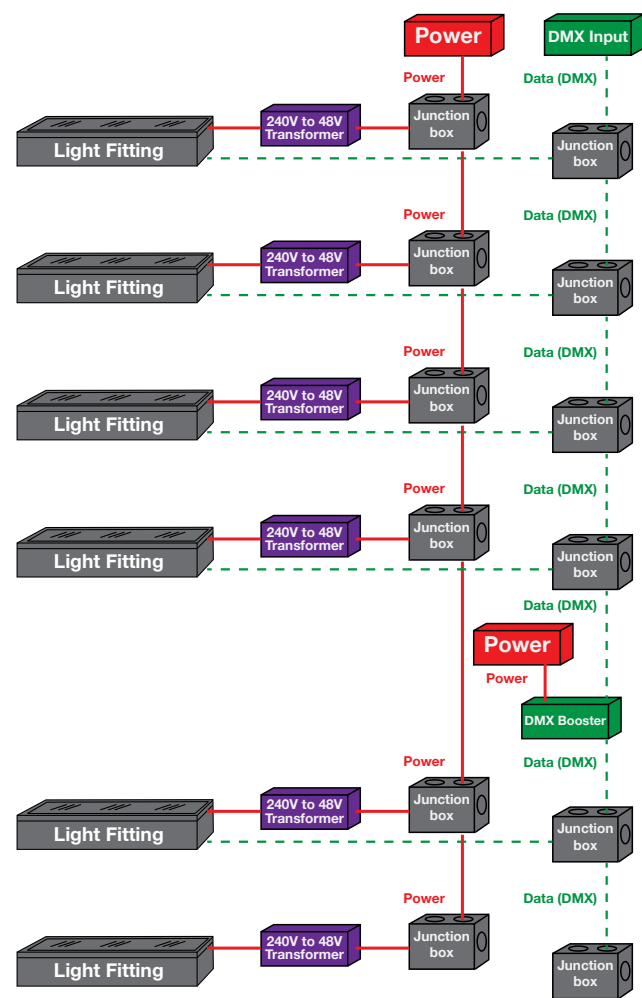 Power
DMX Input
Power
Data (DMX)
Light Fitting
240V to 48V
Transformer
Junction
box
Junction
box
Power
Data (DMX)
Light Fitting
240V to 48V
Transformer
Junction
box
Junction
box
Power
Data (DMX)
Light Fitting
240V to 48V
Transformer
Junction
box
Junction
box
Power
Data (DMX)
Light Fitting
240V to 48V
Transformer
Junction
box
Junction
box
Data (DMX)
Power
Power
DMX Booster
Power
Data (DMX)
Light Fitting
240V to 48V
Transformer
Junction
box
Junction
box
Power
Data (DMX)
Light Fitting
240V to 48V
Transformer
Junction
box
Junction
box